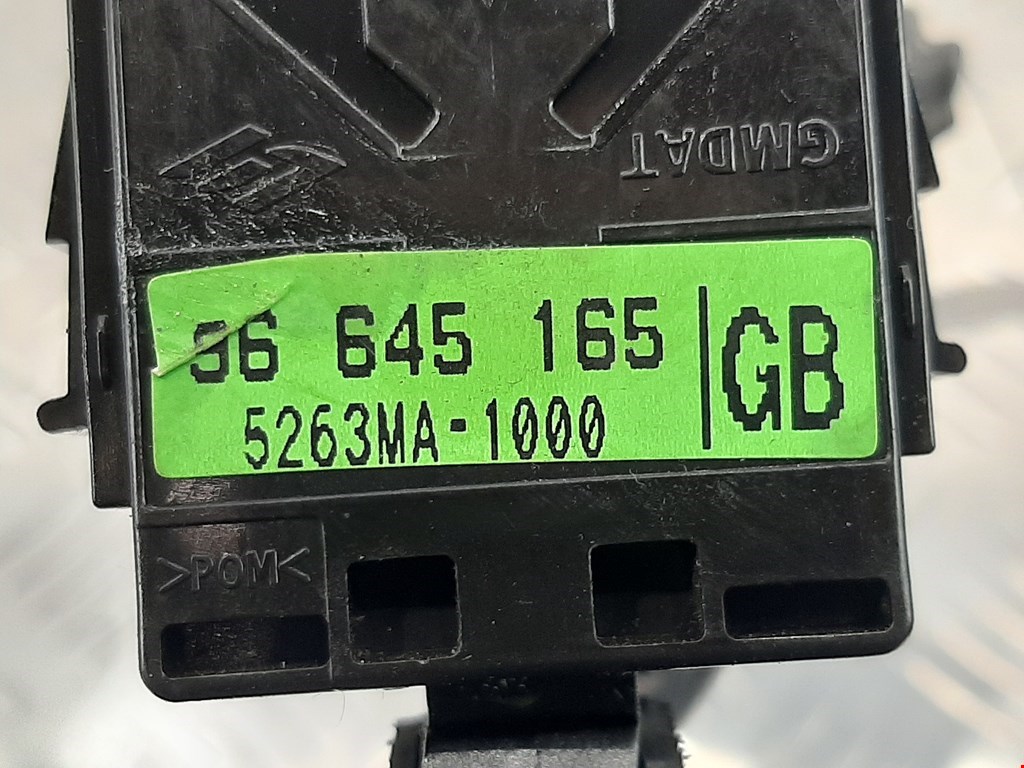 GMDAT
96 645 165
GB
5263MA-1000
>POM<